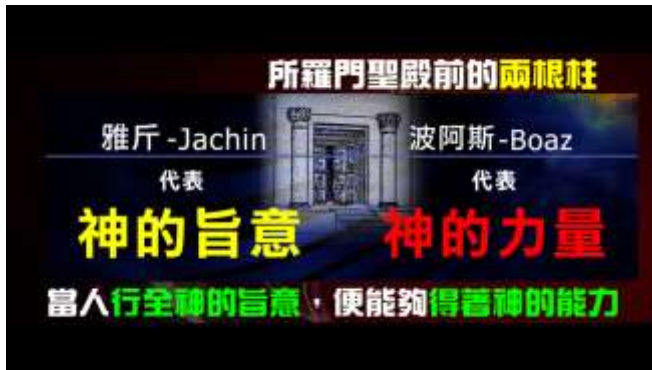 所羅門聖殿前的兩根柱
雅斤-Jachin
代表
神的旨意
波阿斯-Boaz
代表
神的力量
當人行全神的旨意，便能夠得著神的能力